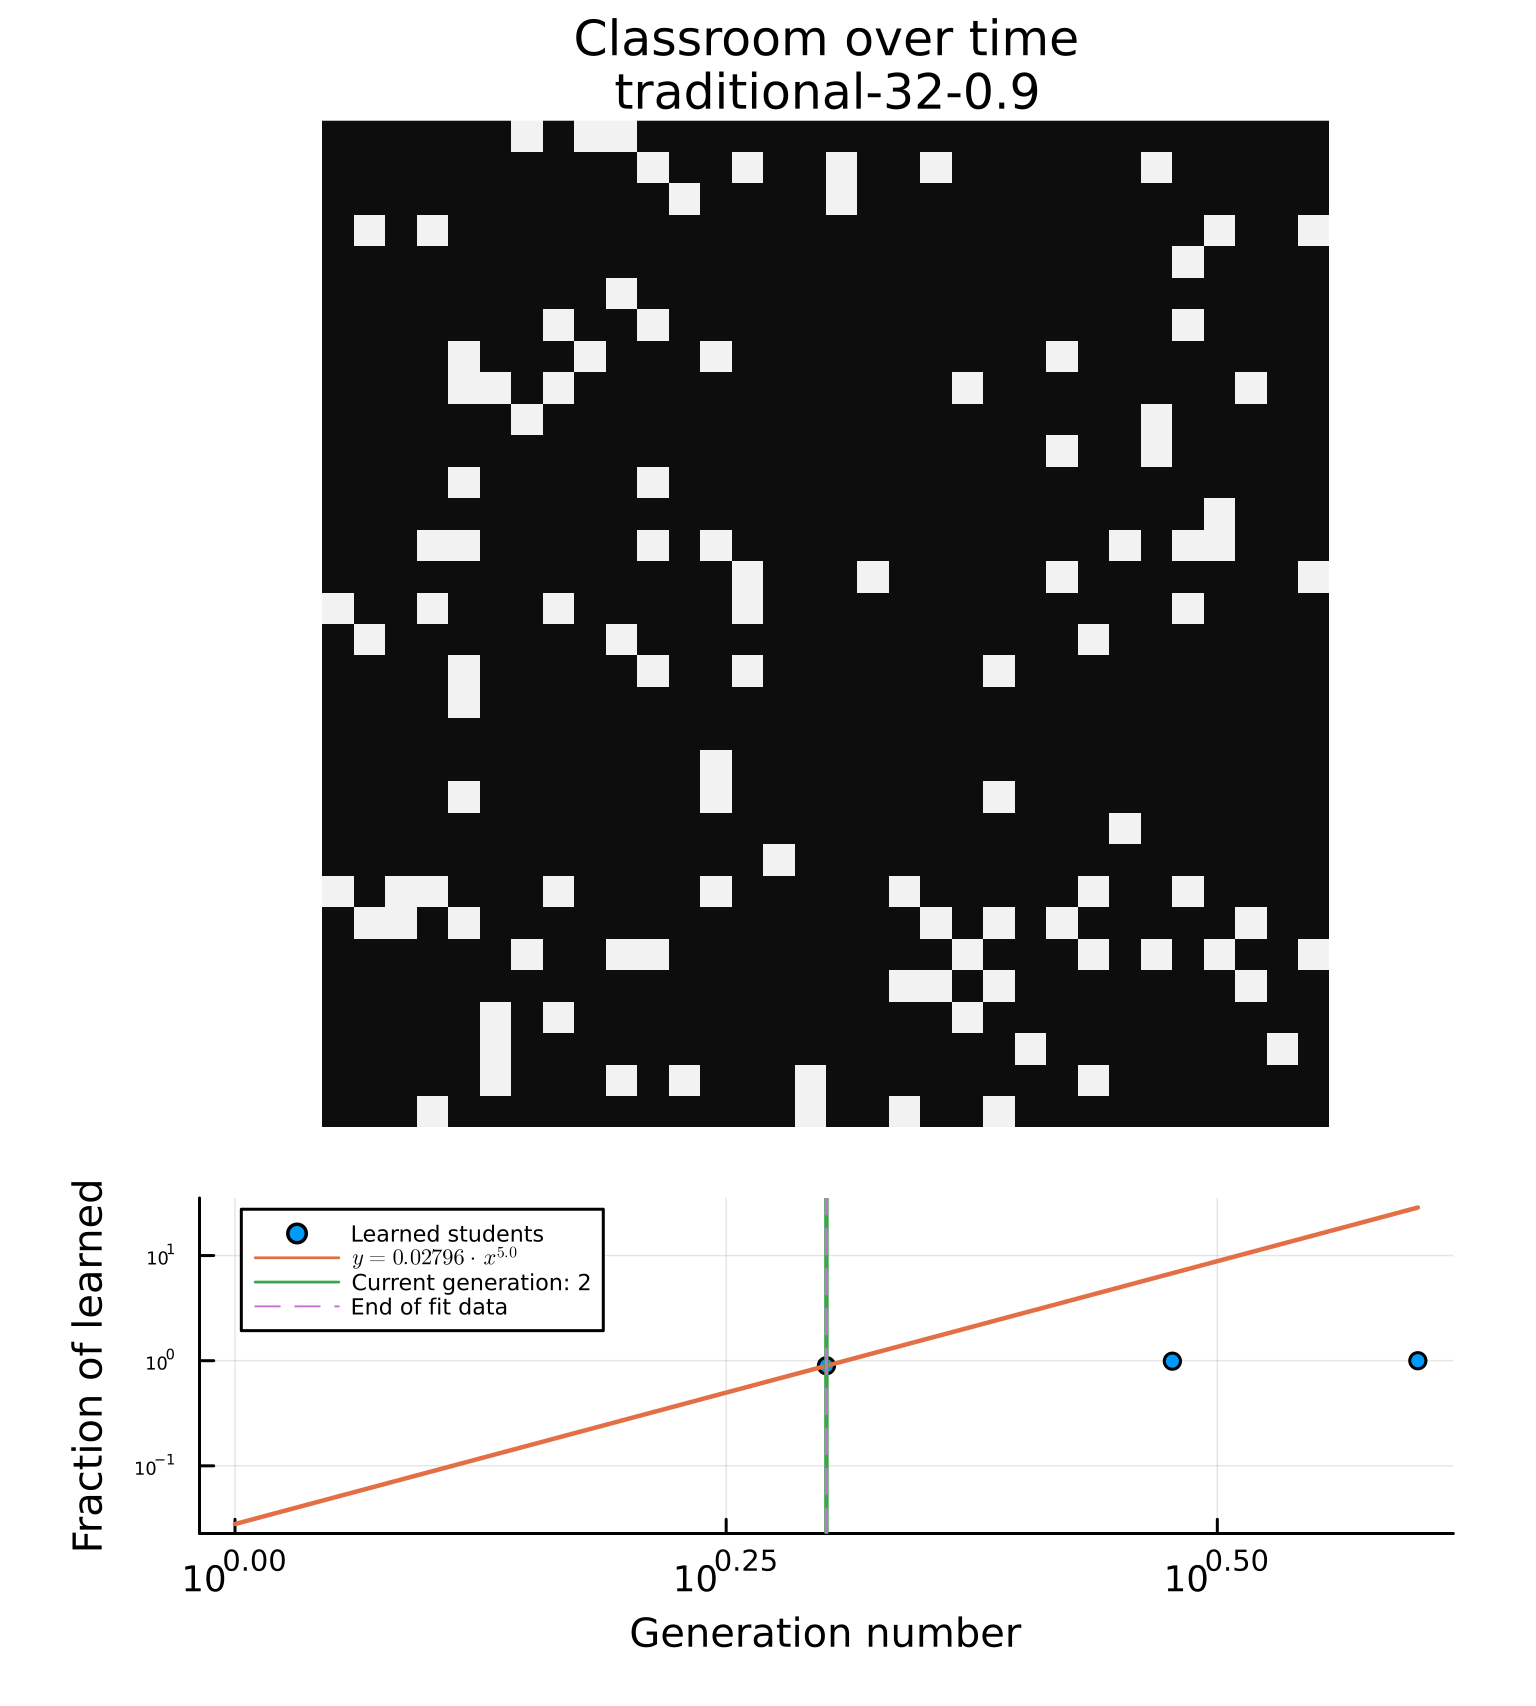 Classroom over time
traditional-32-0.9
Fraction of learned
10^1
10^0
10^−1
Learned students
y = 0.02796 · x^5.0
Current generation: 2
End of fit data
10^0.00
10^0.25
10^0.50
Generation number